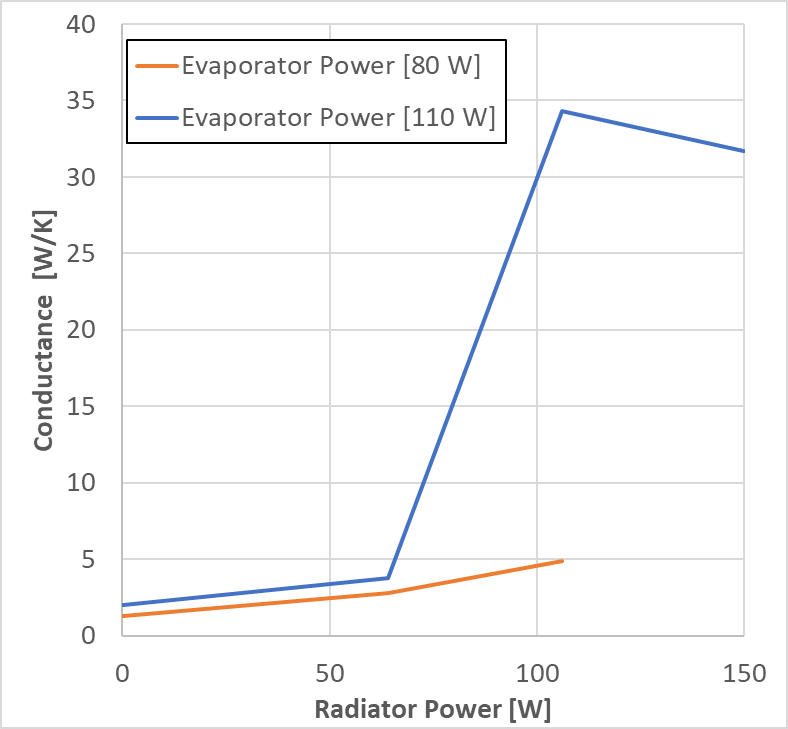 40
35
30
25
20
15
10
5
0
Conductance [W/K]
Evaporator Power [80 W]
Evaporator Power [110 W]
0 50 100 150
Radiator Power [W]